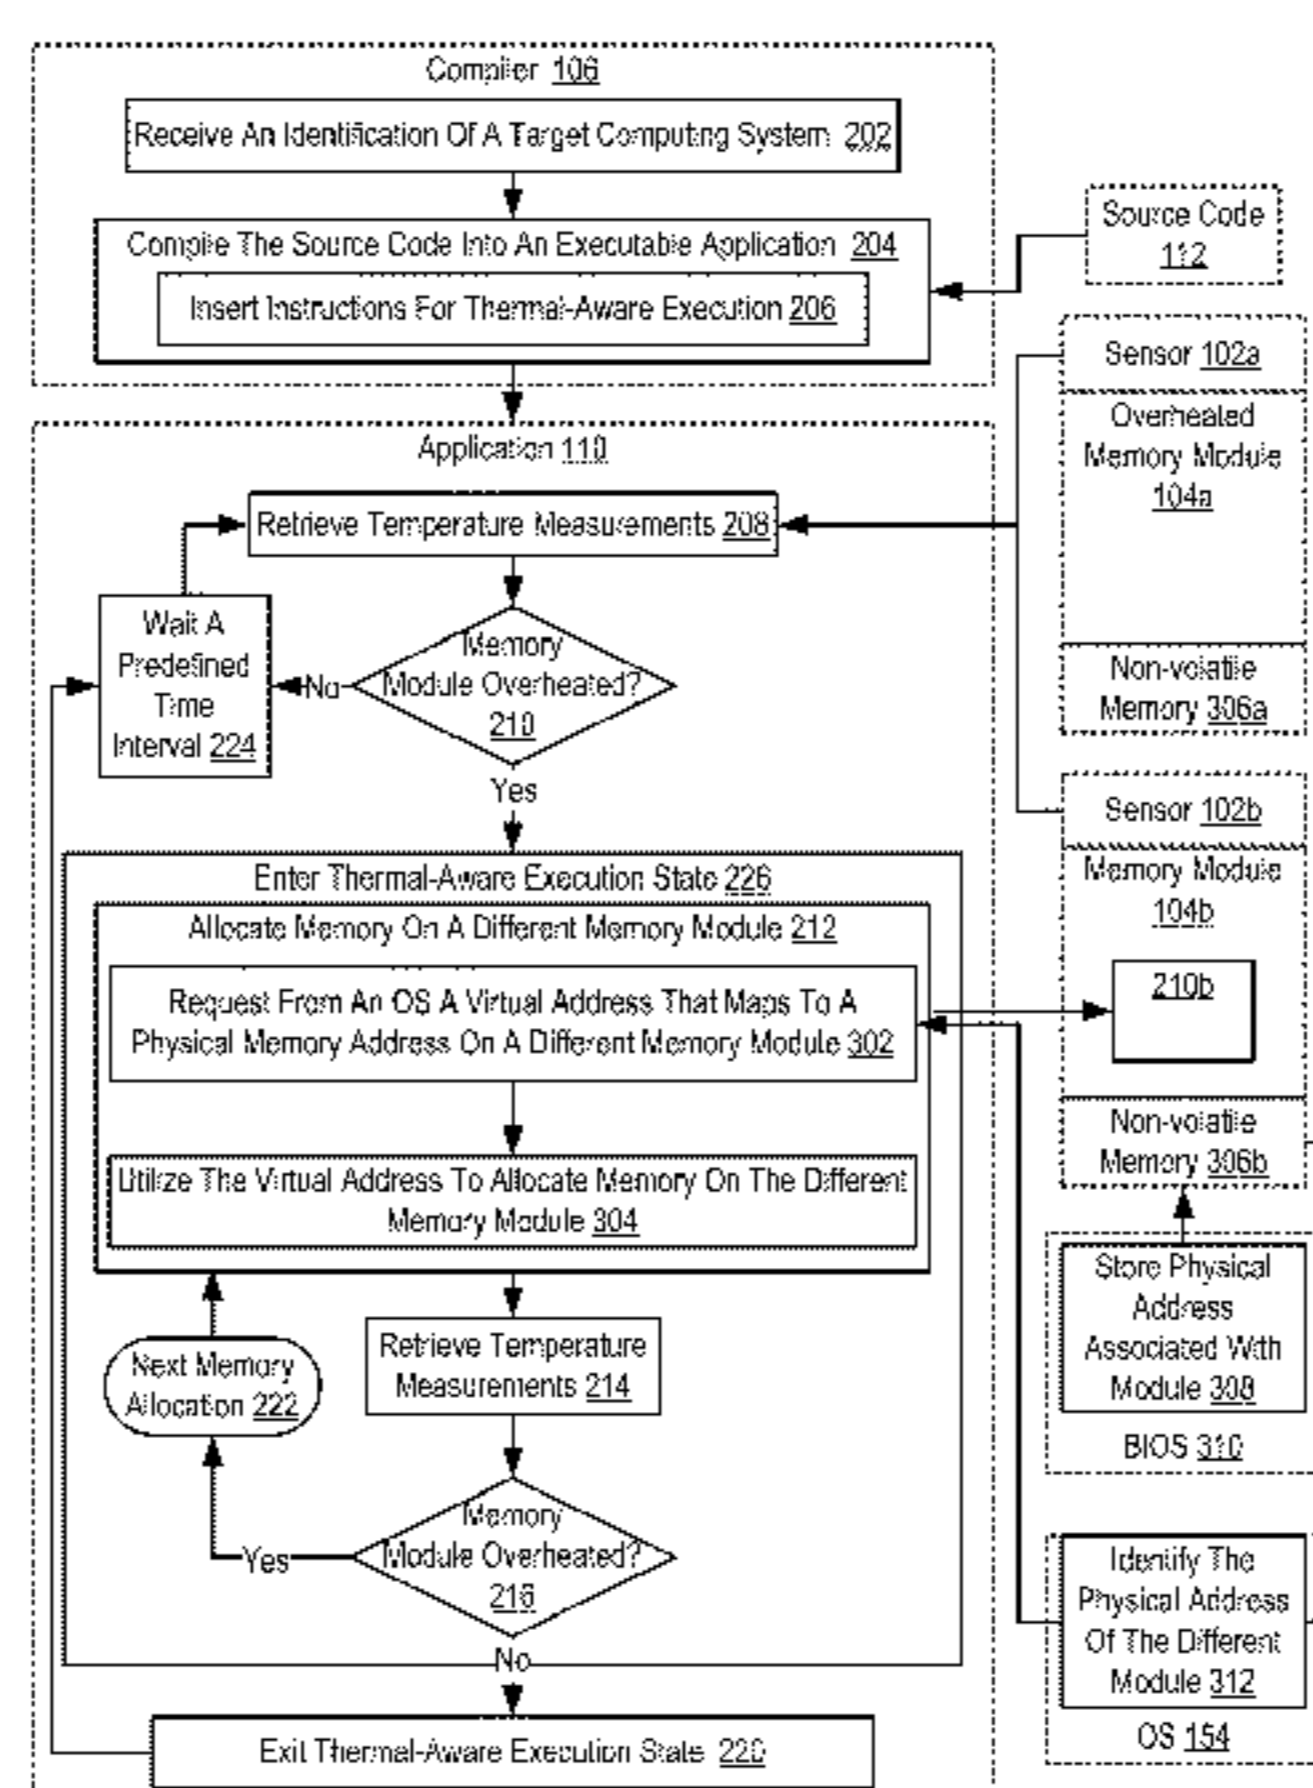 Compiler 106
Receive An Identification Of A Target Computing System 202
Compile The Source Code Into An Executable Application 204
Insert Instructions For Thermal-Aware Execution 206
Source Code
112
Sensor 102a
Overheated
Memory Module
104a
Non-volatile
Memory 306a
Application 110
Retrieve Temperature Measurements 208
Wait A
Predefined
Time
Interval 224
No
Memory
Module Overheated?
210
Yes
Sensor 102b
Memory Module
104b
210b
Non-volatile
Memory 306b
Enter Thermal-Aware Execution State 226
Allocate Memory On A Different Memory Module 212
Request From An OS A Virtual Address That Maps To A
Physical Memory Address On A Different Memory Module 302
Utilize The Virtual Address To Allocate Memory On The Different
Memory Module 304
Store Physical
Address
Associated With
Module 308
BIOS 310
Next Memory
Allocation 222
Retrieve Temperature
Measurements 214
Yes
Memory
Module Overheated?
216
No
Identify The
Physical Address
Of The Different
Module 312
OS 154
Exit Thermal-Aware Execution State 220